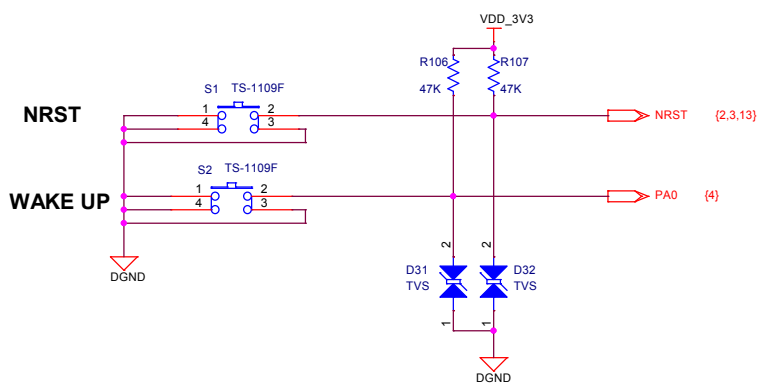 VDD_3V3
R106 R107
47K 47K
S1 TS-1109F
NRST
1 2
4 3
NRST {2,3,13}
S2 TS-1109F
WAKE UP
1 2
4 3
PA0 {4}
DGND
2 2
D31 D32
TVS TVS
1 1
DGND